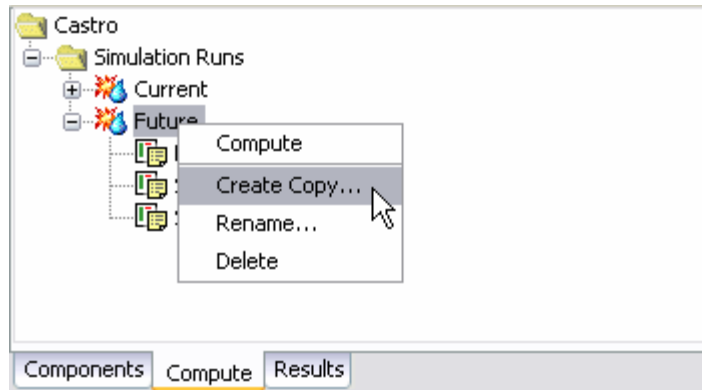 Castro
Simulation Runs
Current
Future
Compute
Create Copy...
Rename...
Delete
Components Compute Results